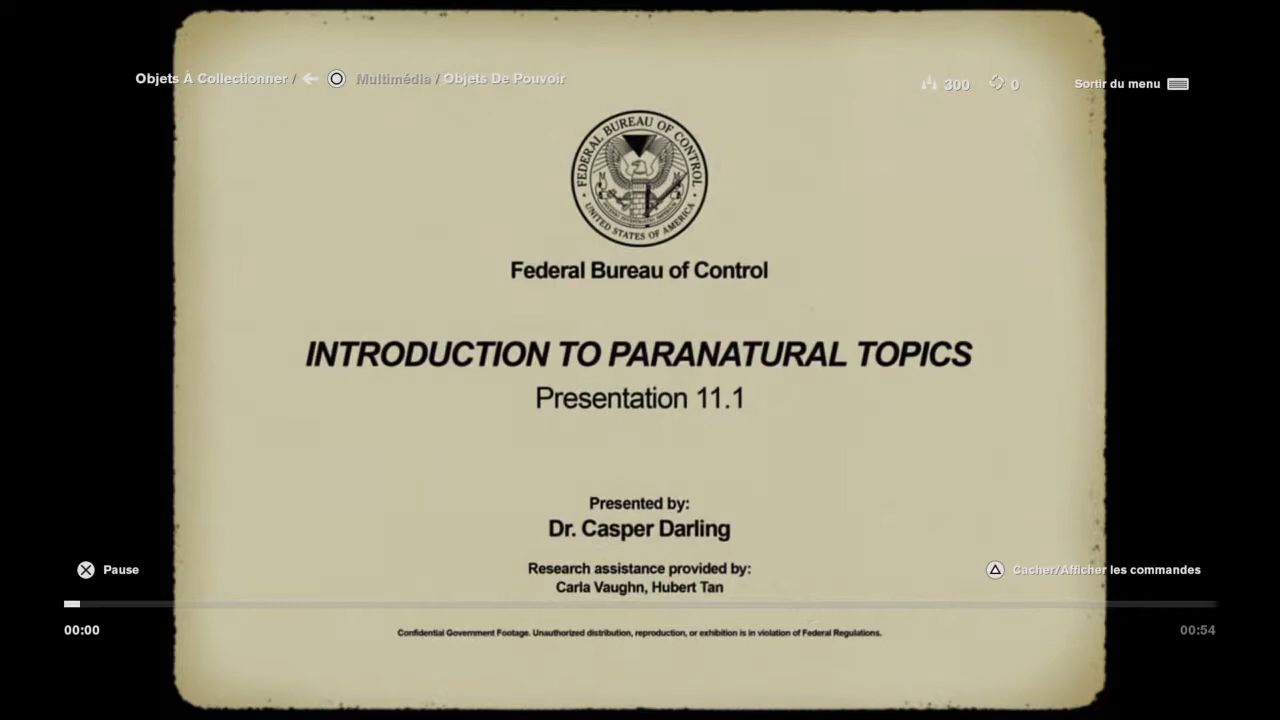 Objets À Collectionner / Multimédia / Objets De Pouvoir
300 0
Sortir du menu
FEDERAL BUREAU OF CONTROL
UNITED STATES OF AMERICA
Federal Bureau of Control
INTRODUCTION TO PARANATURAL TOPICS
Presentation 11.1
Presented by:
Dr. Casper Darling
Research assistance provided by:
Carla Vaughn, Hubert Tan
Pause
Cacher/Afficher les commandes
00:00
00:54
Confidential Government Footage. Unauthorized distribution, reproduction, or exhibition is in violation of Federal Regulations.